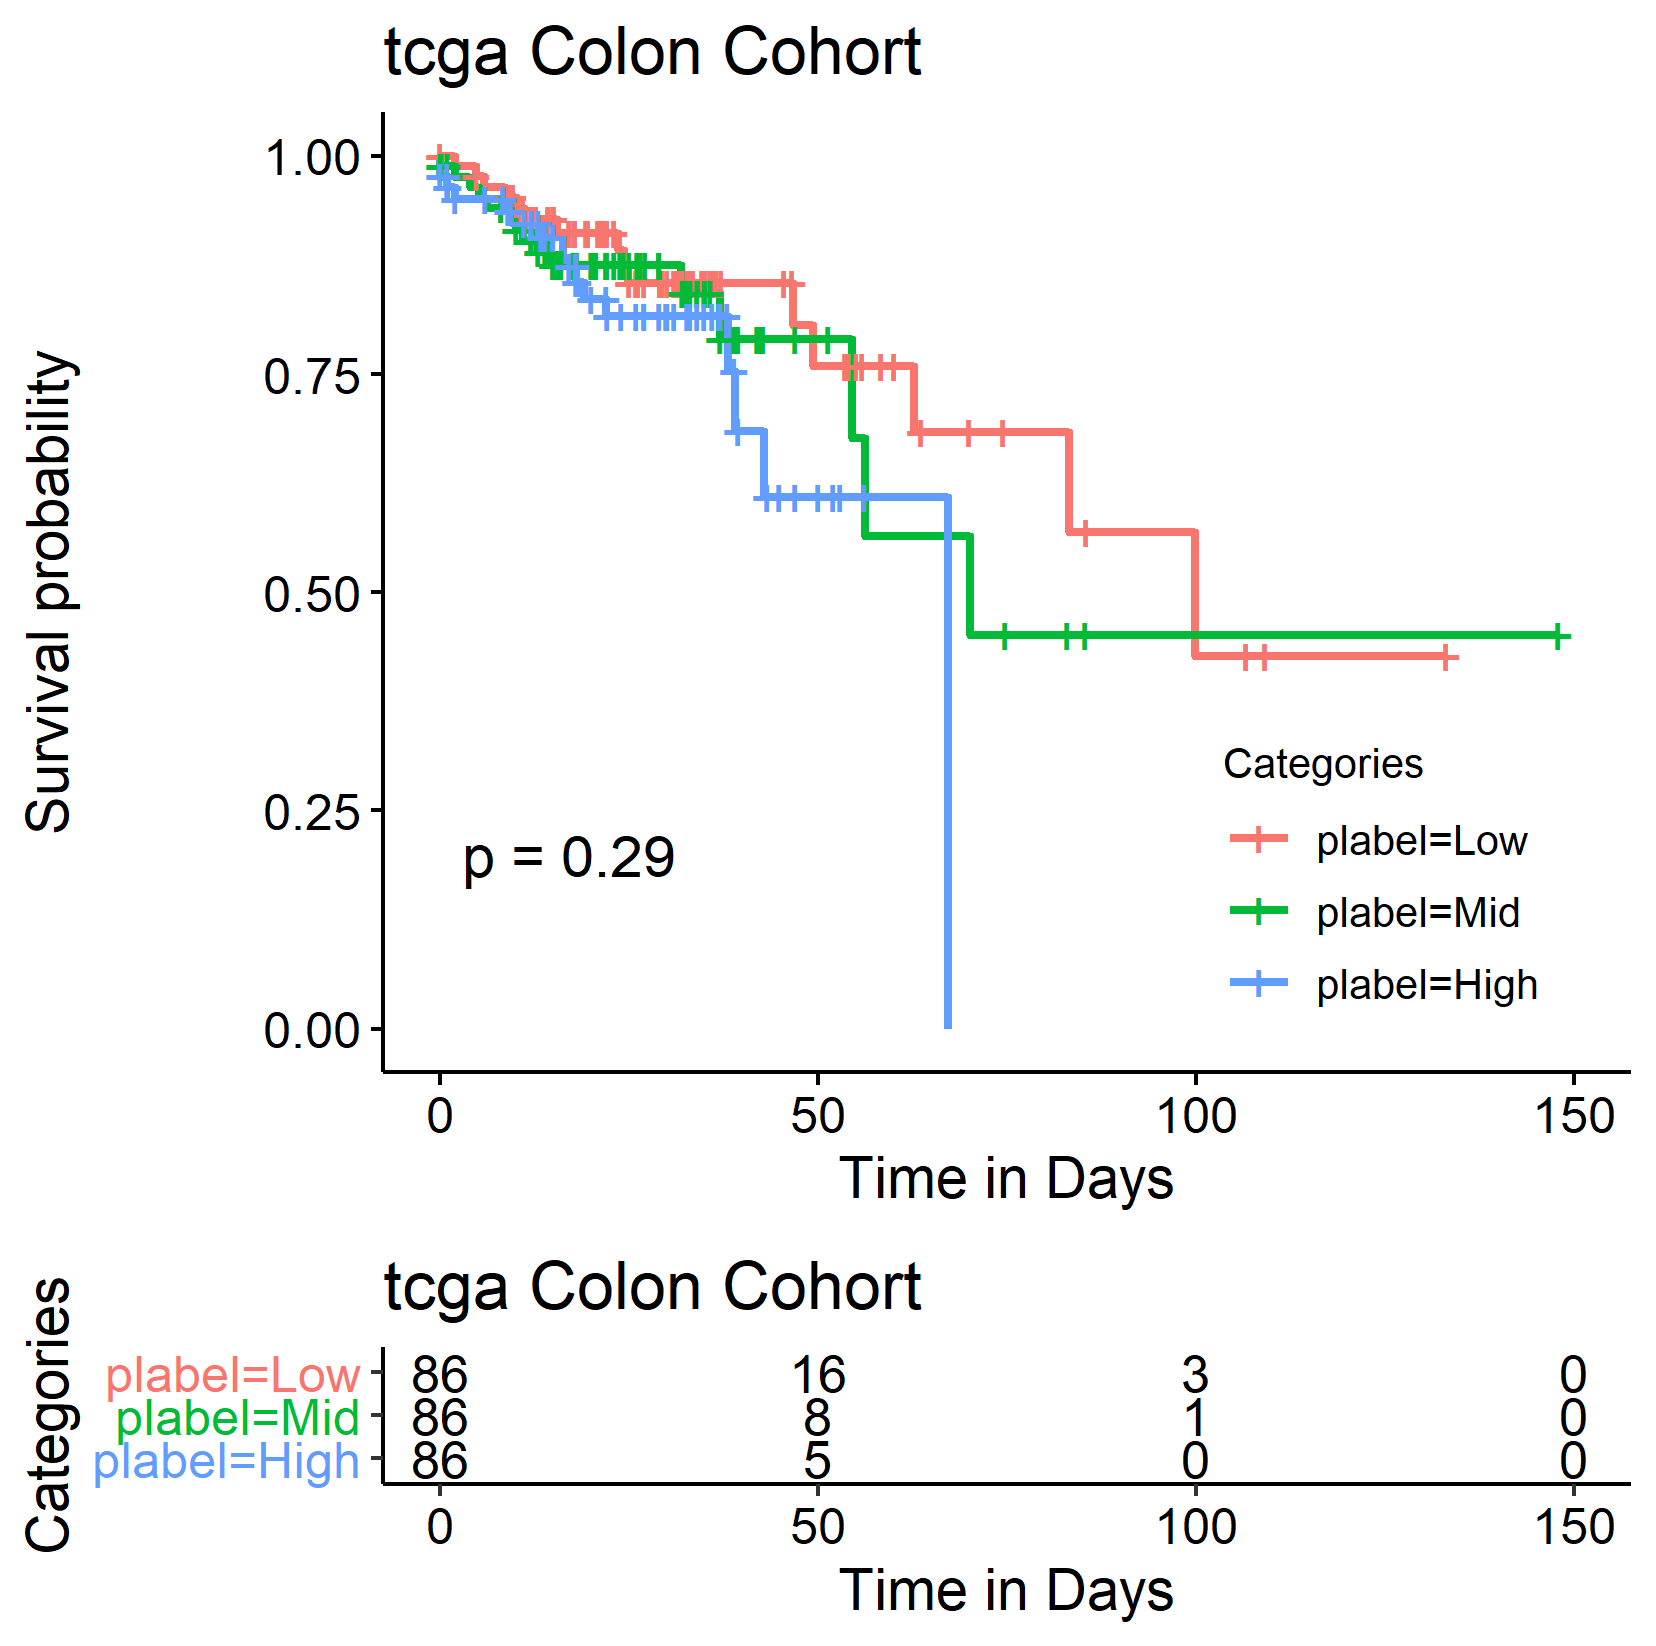 tcga Colon Cohort
Survival probability
1.00
0.75
0.50
0.25
0.00
p = 0.29
Categories
plabel=Low
plabel=Mid
plabel=High
0 50 100 150
Time in Days
tcga Colon Cohort
Categories
plabel=Low 86 16 3 0
plabel=Mid 86 8 1 0
plabel=High 86 5 0 0
0 50 100 150
Time in Days